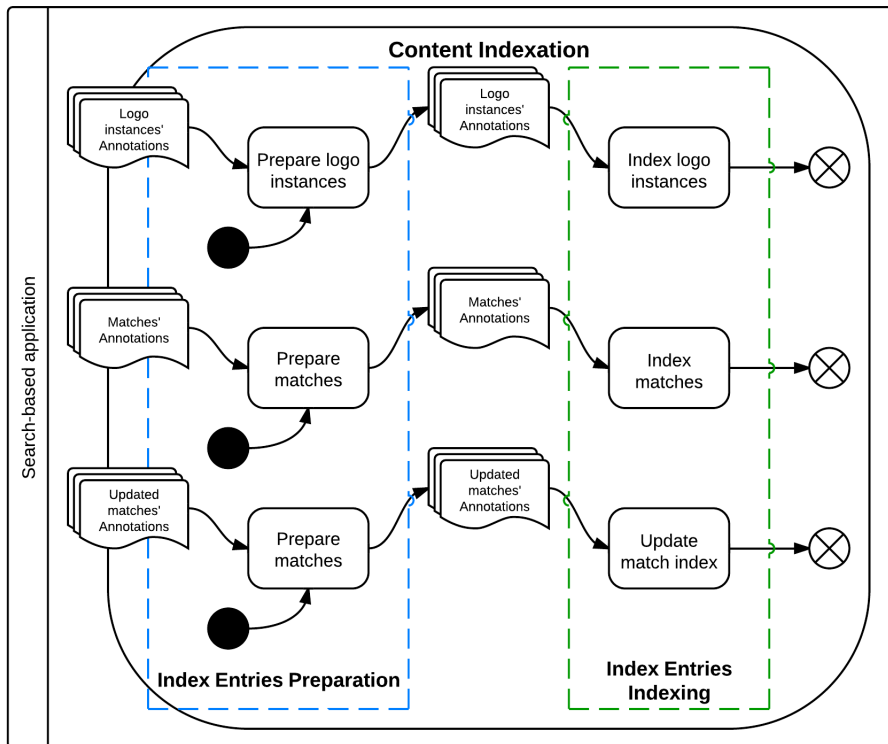 Content Indexation
Search-based application
Logo
instances'
Annotations
Prepare logo
instances
Logo
instances'
Annotations
Index logo
instances
Matches'
Annotations
Prepare
matches
Matches'
Annotations
Index
matches
Updated
matches'
Annotations
Prepare
matches
Updated
matches'
Annotations
Update
match index
Index Entries Preparation
Index Entries
Indexing